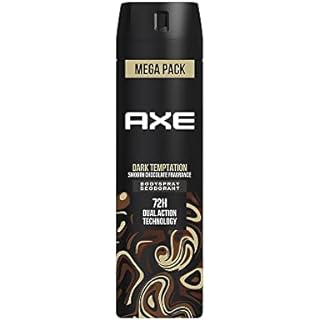 MEGA PACK
AXE
DARK TEMPTATION
SMOOTH CHOCOLATE FRAGRANCE
BODYSPRAY
DEODORANT
72H
DUAL ACTION
TECHNOLOGY